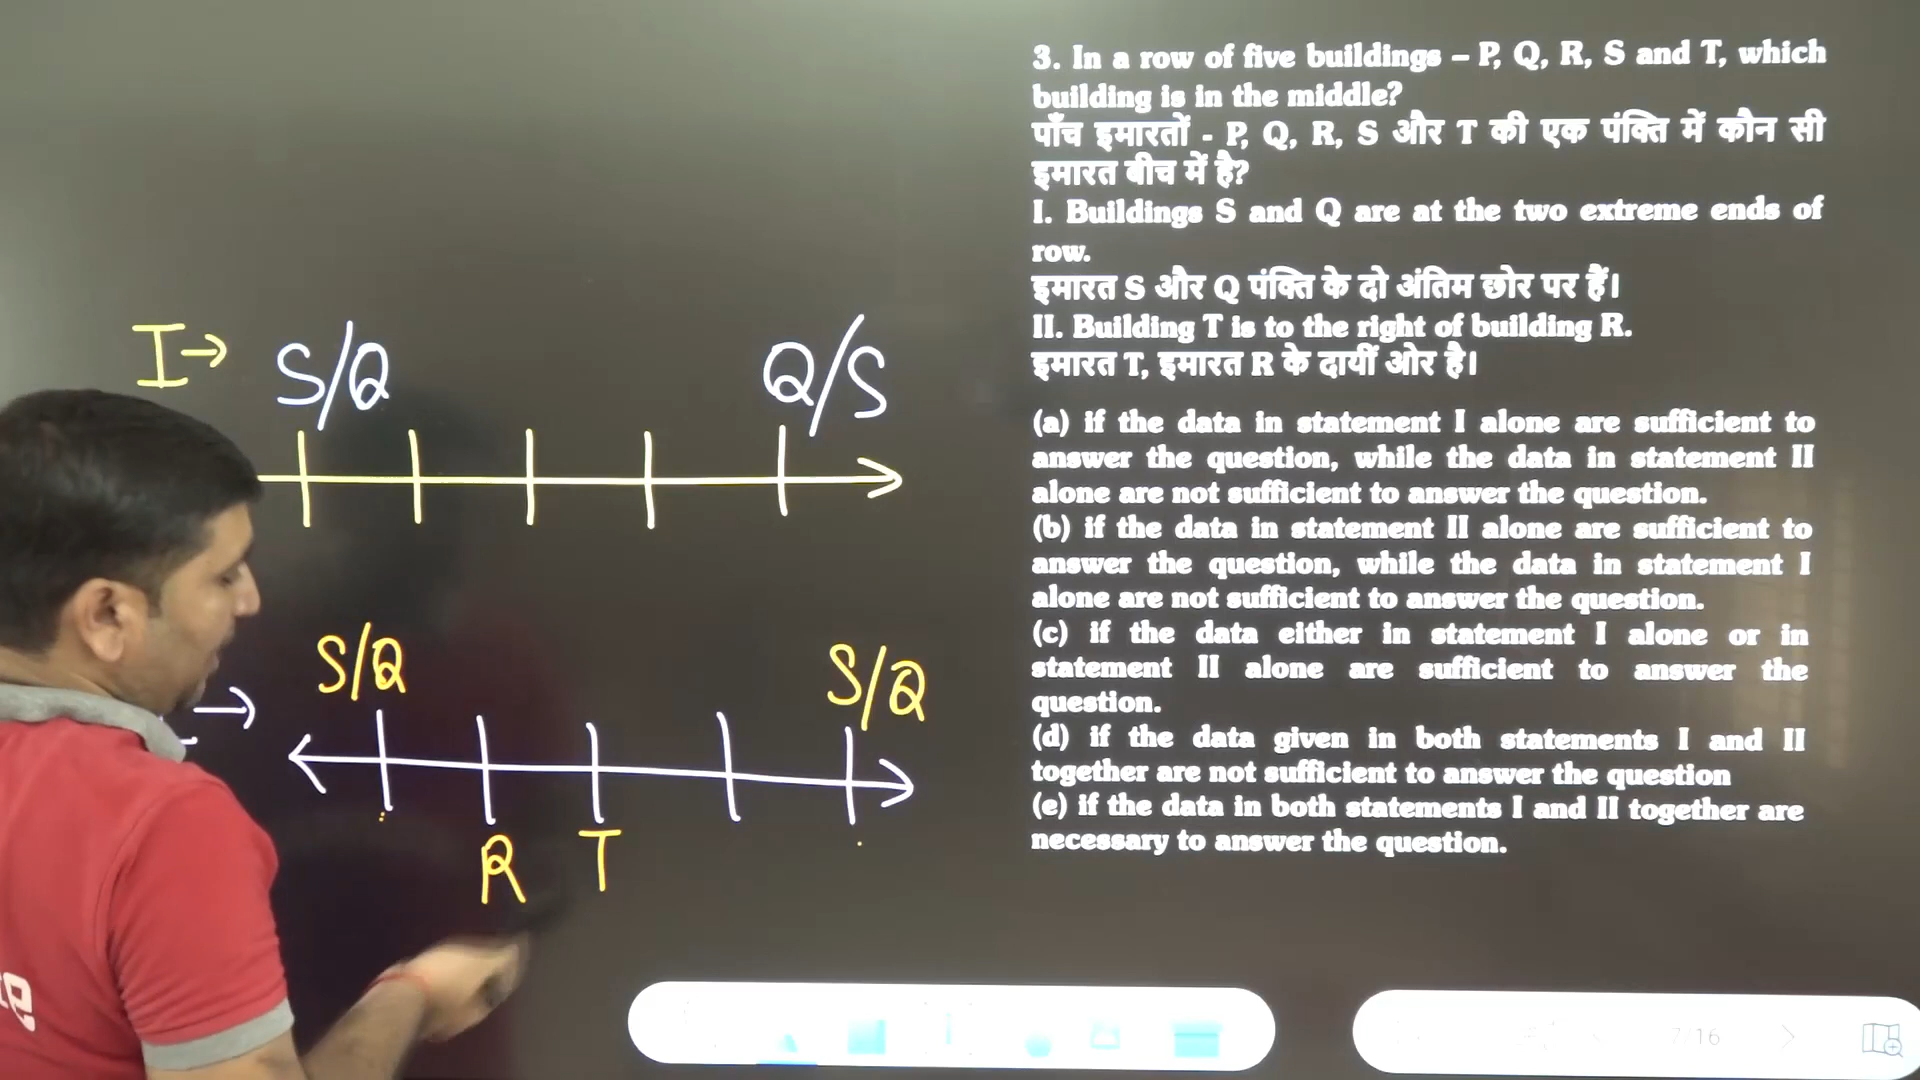 3. In a row of five buildings – P, Q, R, S and T, which
building is in the middle?
पाँच इमारतों - P, Q, R, S और T की एक पंक्ति में कौन सी
इमारत बीच में है?
I. Buildings S and Q are at the two extreme ends of
row.
इमारत S और Q पंक्ति के दो अंतिम छोर पर हैं।
II. Building T is to the right of building R.
इमारत T, इमारत R के दायीं ओर है।
(a) if the data in statement I alone are sufficient to
answer the question, while the data in statement II
alone are not sufficient to answer the question.
(b) if the data in statement II alone are sufficient to
answer the question, while the data in statement I
alone are not sufficient to answer the question.
(c) if the data either in statement I alone or in
statement II alone are sufficient to answer the
question.
(d) if the data given in both statements I and II
together are not sufficient to answer the question
(e) if the data in both statements I and II together are
necessary to answer the question.
I→ S/Q Q/S
S/Q S/Q
R T
7/16